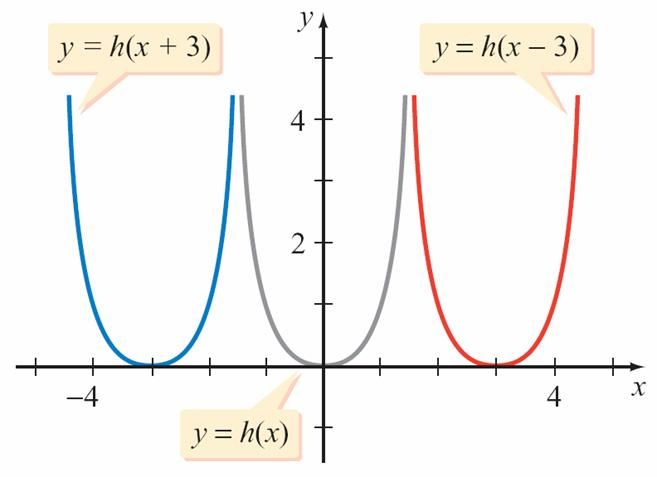 y
y = h(x + 3)
y = h(x − 3)
4
2
−4
4
x
y = h(x)